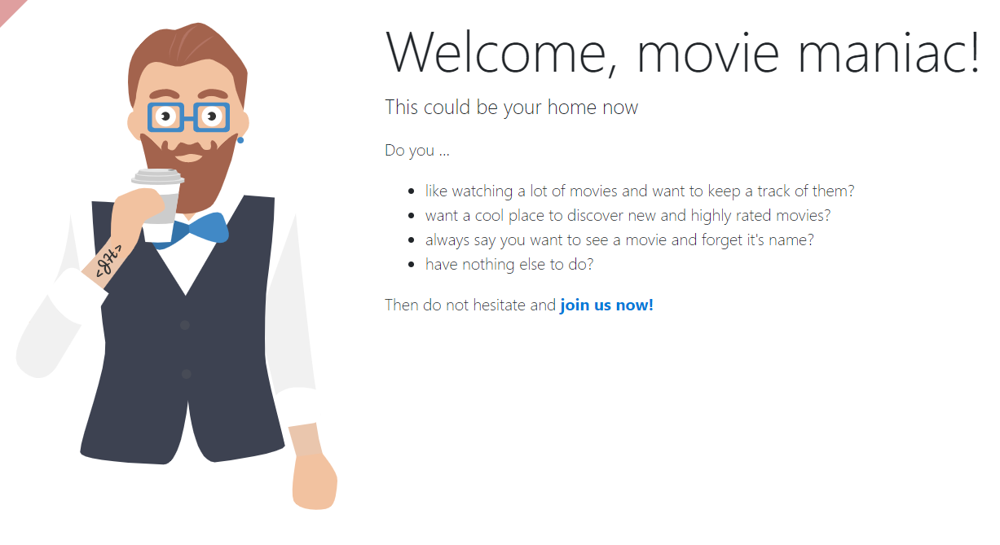 Welcome, movie maniac!
This could be your home now
Do you ...
like watching a lot of movies and want to keep a track of them?
want a cool place to discover new and highly rated movies?
always say you want to see a movie and forget it's name?
have nothing else to do?
Then do not hesitate and join us now!
<JH>